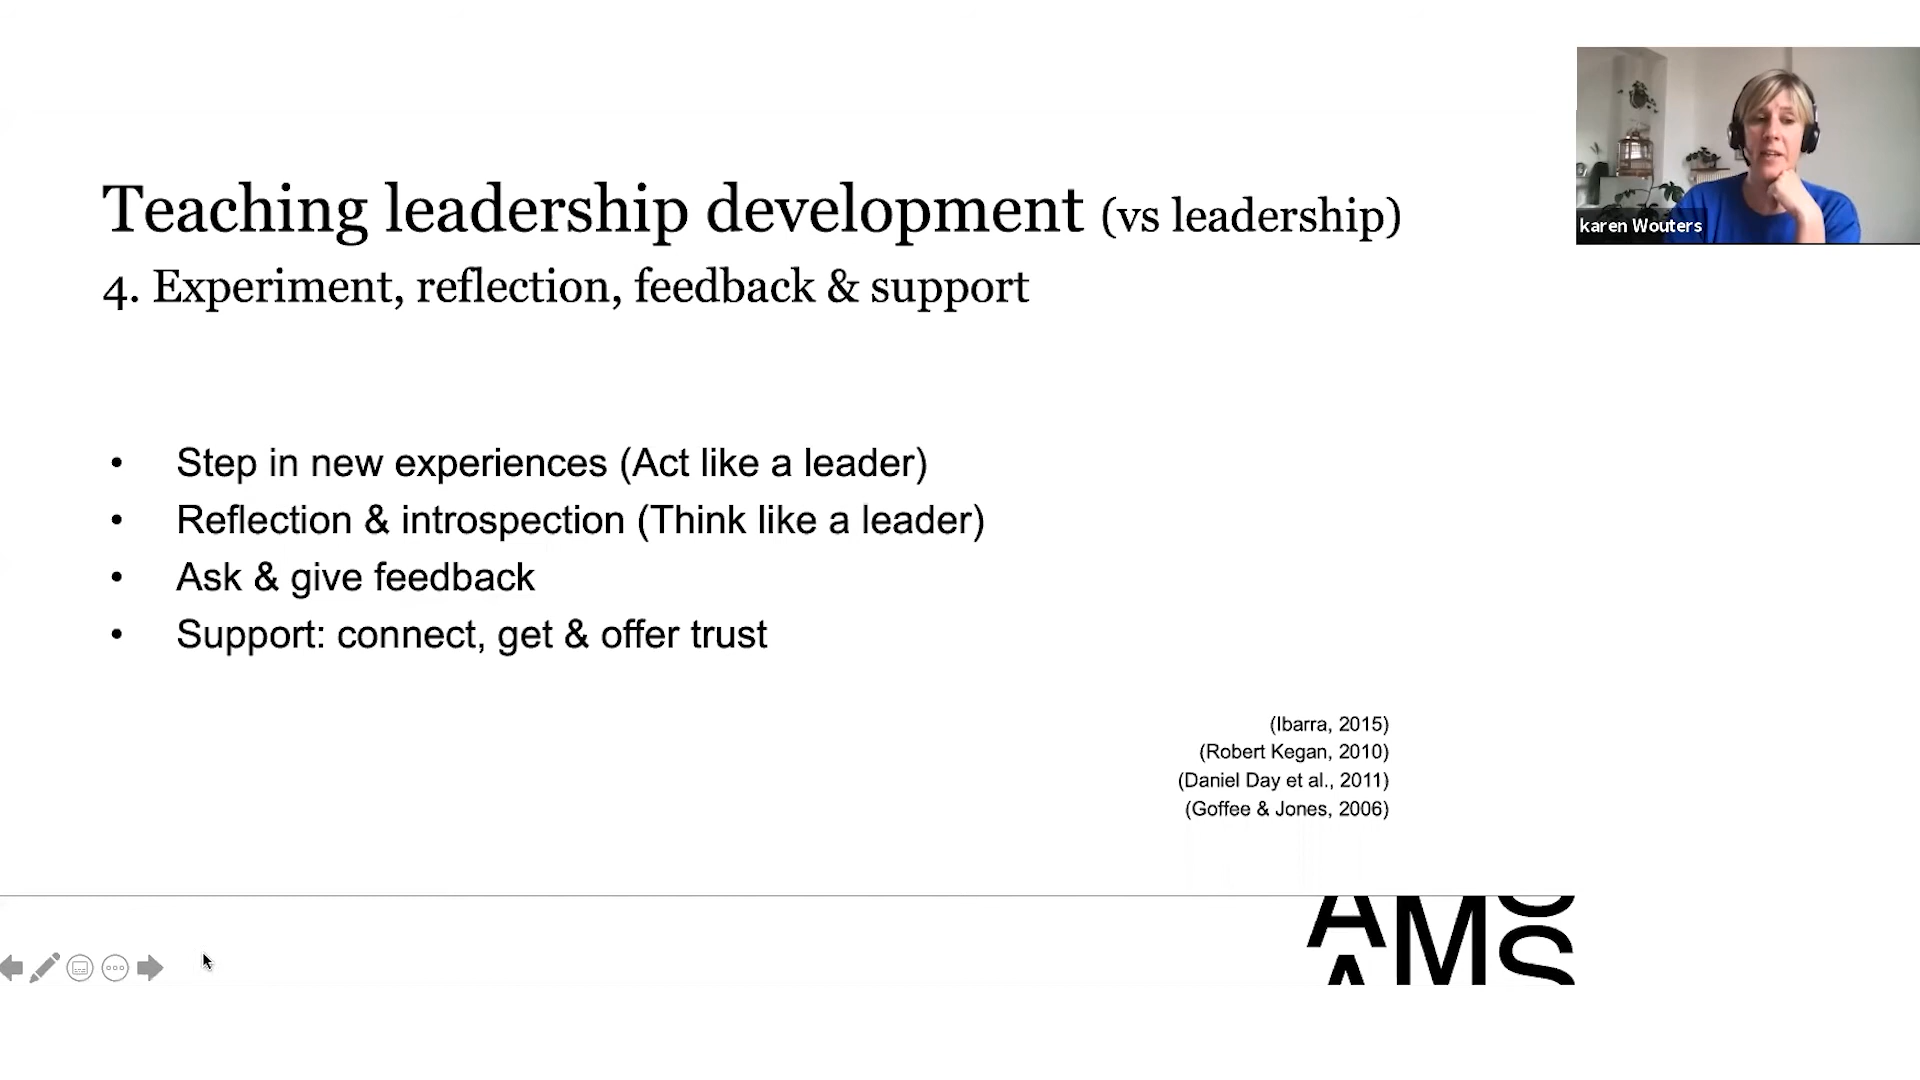 Teaching leadership development (vs leadership)
4. Experiment, reflection, feedback & support
karen Wouters
• Step in new experiences (Act like a leader)
• Reflection & introspection (Think like a leader)
• Ask & give feedback
• Support: connect, get & offer trust
(Ibarra, 2015)
(Robert Kegan, 2010)
(Daniel Day et al., 2011)
(Goffee & Jones, 2006)
AMS